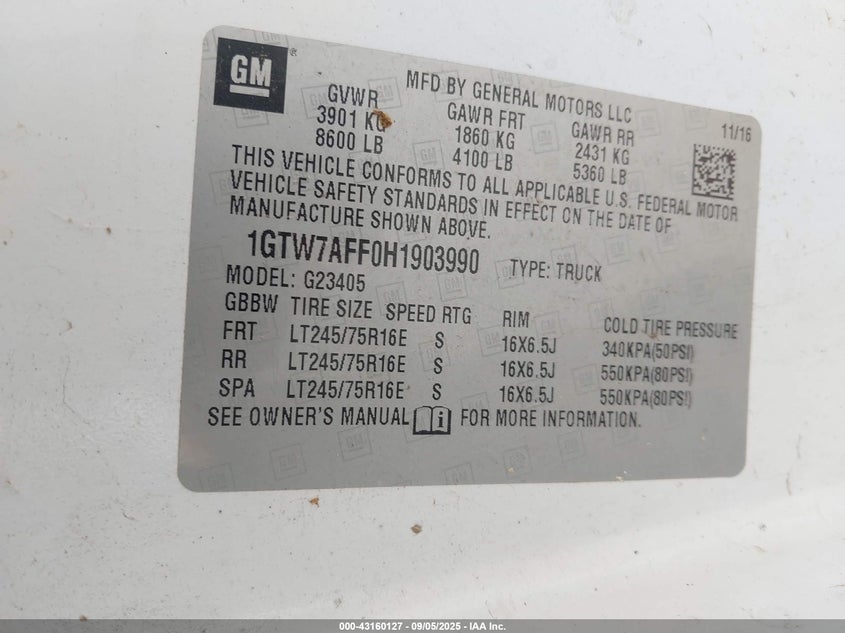 GM
MFD BY GENERAL MOTORS LLC
11/16
GVWR GAWR FRT GAWR RR
3901 KG 1860 KG 2431 KG
8600 LB 4100 LB 5360 LB
THIS VEHICLE CONFORMS TO ALL APPLICABLE U.S. FEDERAL MOTOR
VEHICLE SAFETY STANDARDS IN EFFECT ON THE DATE OF
MANUFACTURE SHOWN ABOVE.
1GTW7AFF0H1903990 TYPE: TRUCK
MODEL: G23405
GBBW TIRE SIZE SPEED RTG RIM COLD TIRE PRESSURE
FRT LT245/75R16E S 16X6.5J 340KPA(50PSI)
RR LT245/75R16E S 16X6.5J 550KPA(80PSI)
SPA LT245/75R16E S 16X6.5J 550KPA(80PSI)
SEE OWNER'S MANUAL i FOR MORE INFORMATION.
000-43160127 - 09/05/2025 - IAA Inc.